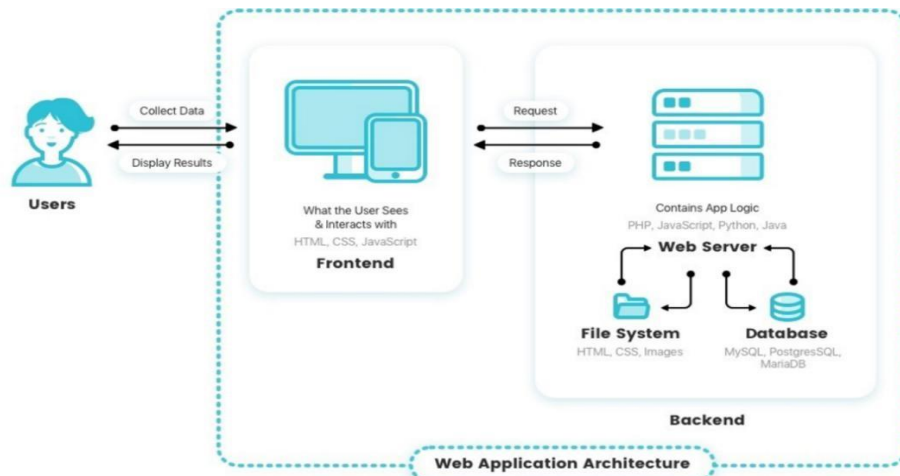 Collect Data
Display Results
Users
What the User Sees
& Interacts with
HTML, CSS, JavaScript
Frontend
Request
Response
Contains App Logic
PHP, JavaScript, Python, Java
Web Server
File System
HTML, CSS, Images
Database
MySQL, PostgresSQL,
MariaDB
Backend
Web Application Architecture